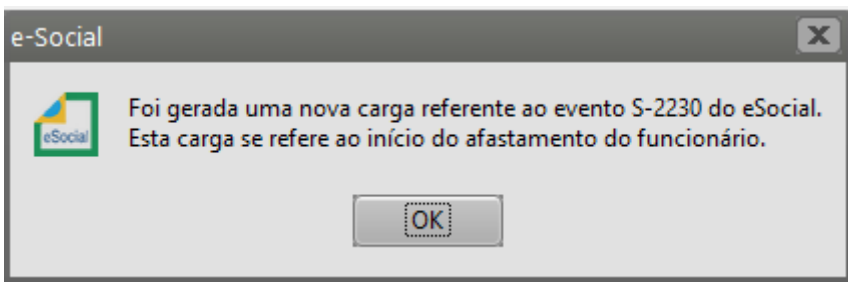 e-Social
Foi gerada uma nova carga referente ao evento S-2230 do eSocial.
Esta carga se refere ao início do afastamento do funcionário.
eSocial
OK